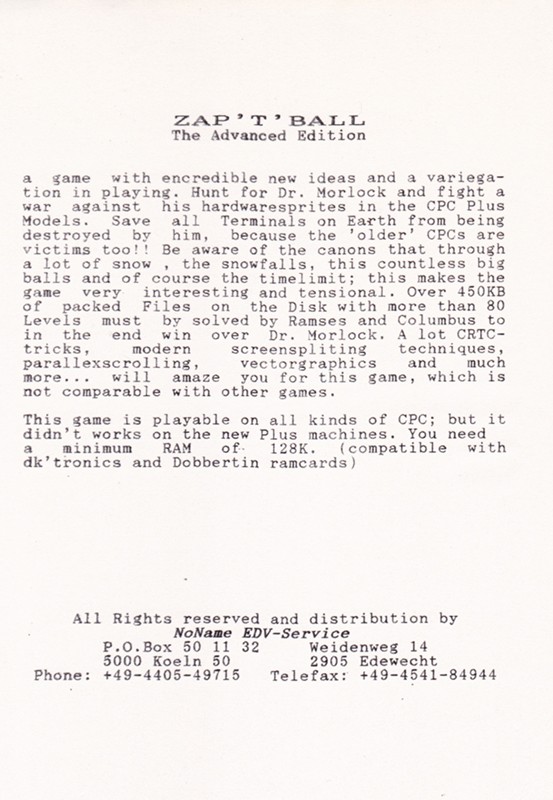 ZAP'T'BALL
The Advanced Edition
a game with encredible new ideas and a variega-
tion in playing. Hunt for Dr. Morlock and fight a
war against his hardwaresprites in the CPC Plus
Models. Save all Terminals on Earth from being
destroyed by him, because the 'older' CPCs are
victims too!! Be aware of the canons that through
a lot of snow , the snowfalls, this countless big
balls and of course the timelimit; this makes the
game very interesting and tensional. Over 450KB
of packed Files on the Disk with more than 80
Levels must by solved by Ramses and Columbus to
in the end win over Dr. Morlock. A lot CRTC-
tricks, modern screenspliting techniques,
parallexscrolling, vectorgraphics and much
more... will amaze you for this game, which is
not comparable with other games.
This game is playable on all kinds of CPC; but it
didn't works on the new Plus machines. You need
a minimum RAM of 128K. (compatible with
dk'tronics and Dobbertin ramcards)
All Rights reserved and distribution by
NoName EDV-Service
P.O.Box 50 11 32 Weidenweg 14
5000 Koeln 50 2905 Edewecht
Phone: +49-4405-49715 Telefax: +49-4541-84944